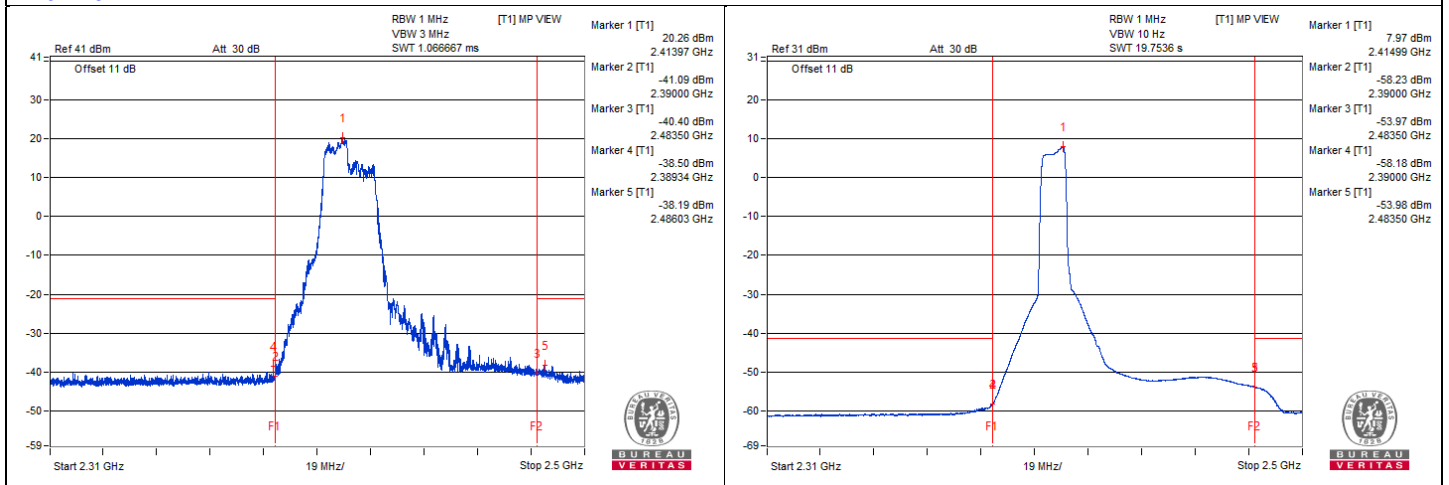 RBW 1 MHz
[T1] MP VIEW
VBW 3 MHz
Ref 41 dBm
Att 30 dB
SWT 1.066667 ms
Offset 11 dB
41
30
20
10
0
-10
-20
-30
-40
-50
-59
1
4
2
3
5
F1
F2
Start 2.31 GHz
19 MHz/
Stop 2.5 GHz
Marker 1 [T1]
20.26 dBm
2.41397 GHz
Marker 2 [T1]
-41.09 dBm
2.39000 GHz
Marker 3 [T1]
-40.40 dBm
2.48350 GHz
Marker 4 [T1]
-38.50 dBm
2.38934 GHz
Marker 5 [T1]
-38.19 dBm
2.48603 GHz
BUREAU VERITAS
1828
BUREAU
VERITAS
RBW 1 MHz
[T1] MP VIEW
VBW 10 Hz
Ref 31 dBm
Att 30 dB
SWT 19.7536 s
Offset 11 dB
31
20
10
0
-10
-20
-30
-40
-50
-60
-69
1
F1
F2
Start 2.31 GHz
19 MHz/
Stop 2.5 GHz
Marker 1 [T1]
7.97 dBm
2.41499 GHz
Marker 2 [T1]
-58.23 dBm
2.39000 GHz
Marker 3 [T1]
-53.97 dBm
2.48350 GHz
Marker 4 [T1]
-58.18 dBm
2.39000 GHz
Marker 5 [T1]
-53.98 dBm
2.48350 GHz
BUREAU VERITAS
1828
BUREAU
VERITAS